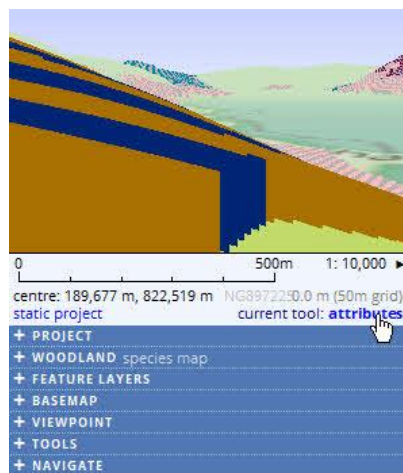 0 500m 1: 10,000
centre: 189,677 m, 822,519 m NG897225 0.0 m (50m grid)
static project current tool: attributes
+ PROJECT
+ WOODLAND species map
+ FEATURE LAYERS
+ BASEMAP
+ VIEWPOINT
+ TOOLS
+ NAVIGATE